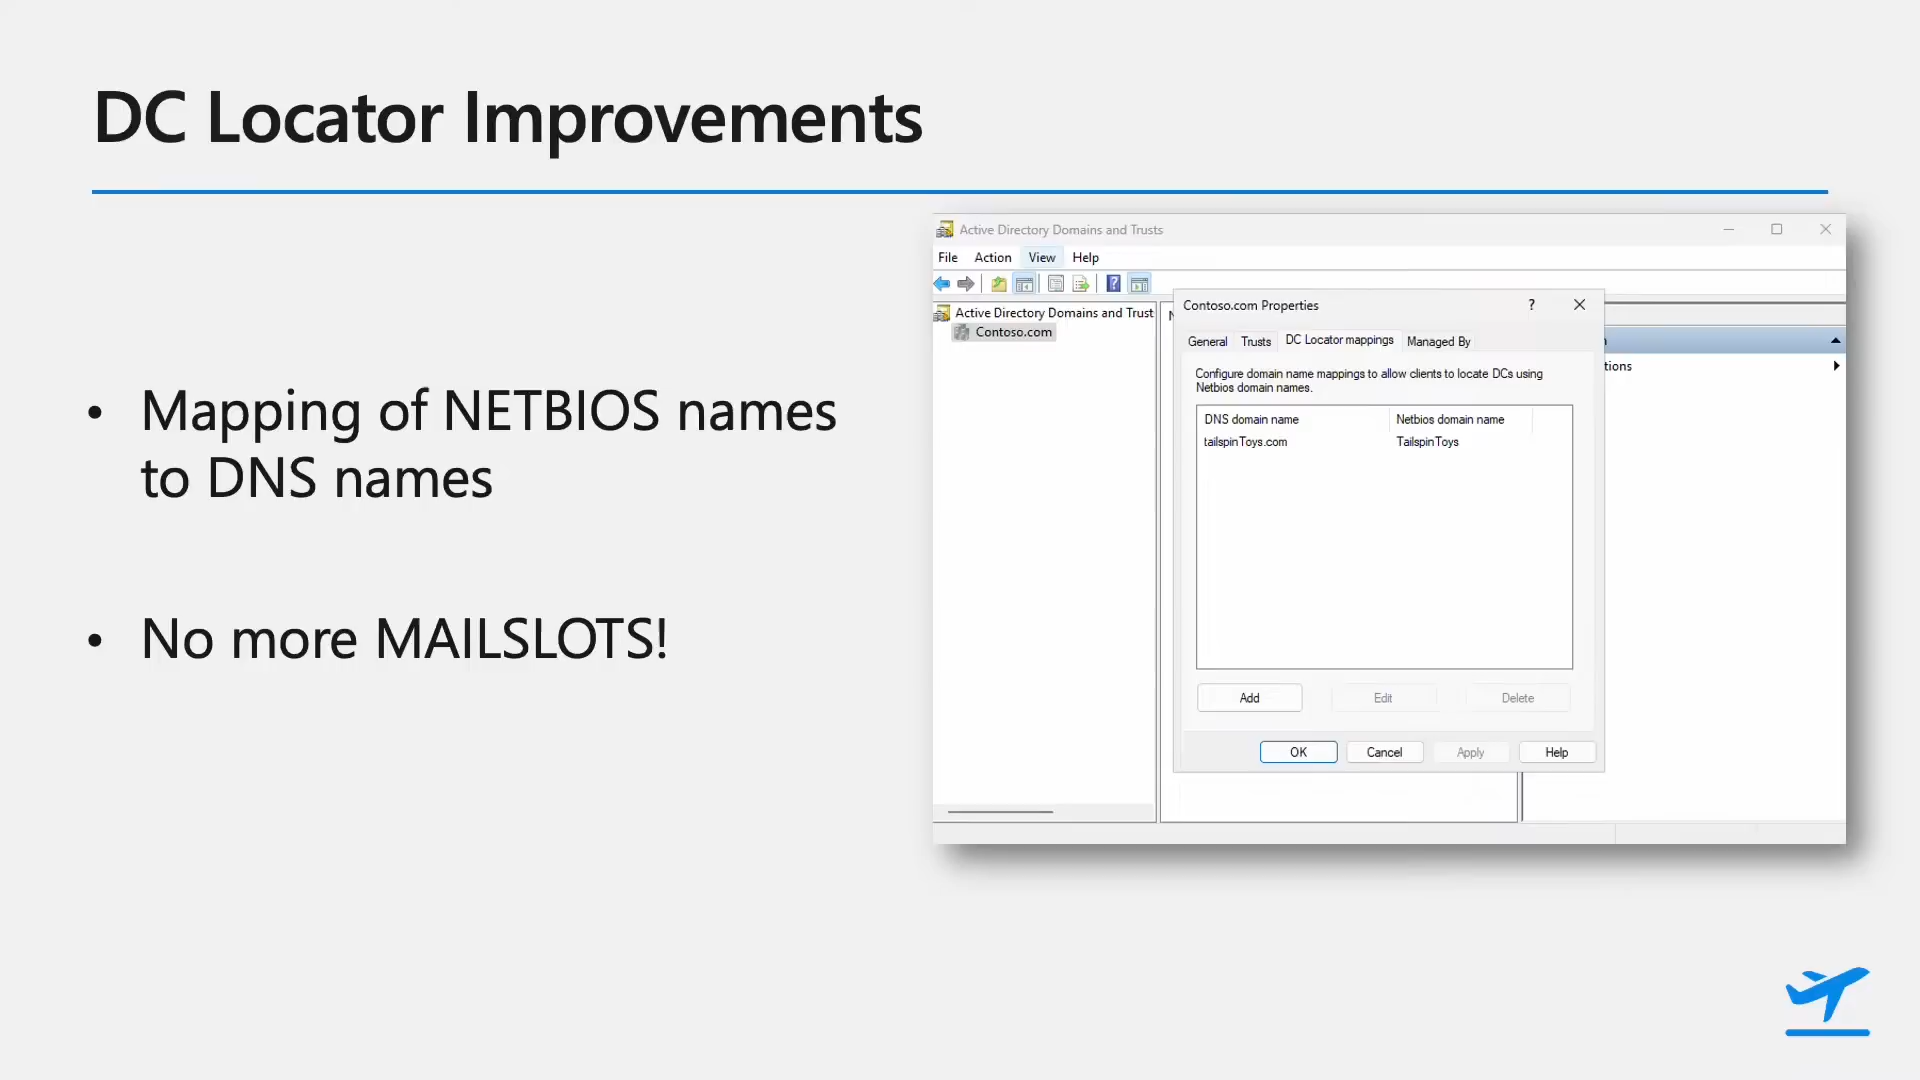 DC Locator Improvements
• Mapping of NETBIOS names
to DNS names
• No more MAILSLOTS!
Active Directory Domains and Trusts
File Action View Help
Active Directory Domains and Trust
Contoso.com
Contoso.com Properties
General Trusts DC Locator mappings Managed By
Configure domain name mappings to allow clients to locate DCs using
Netbios domain names.
DNS domain name Netbios domain name
tailspinToys.com TailspinToys
Add Edit Delete
OK Cancel Apply Help
tions